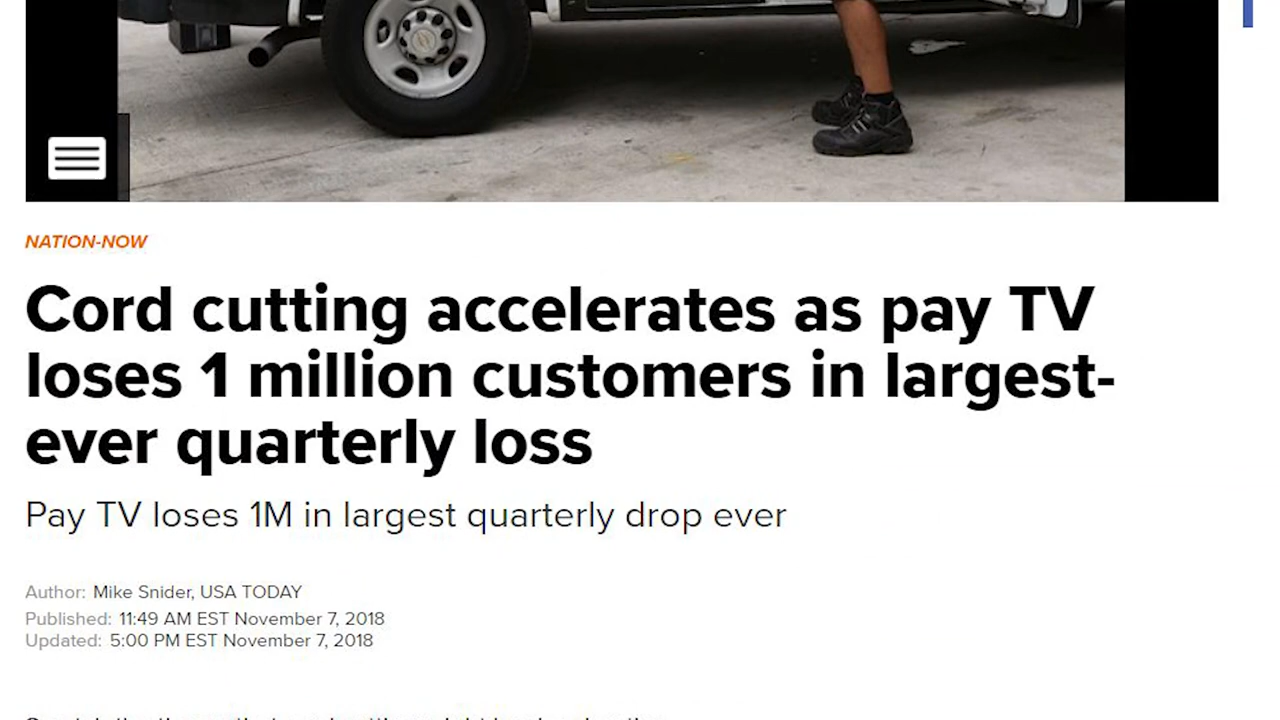 NATION-NOW
Cord cutting accelerates as pay TV
loses 1 million customers in largest-
ever quarterly loss
Pay TV loses 1M in largest quarterly drop ever
Author: Mike Snider, USA TODAY
Published: 11:49 AM EST November 7, 2018
Updated: 5:00 PM EST November 7, 2018